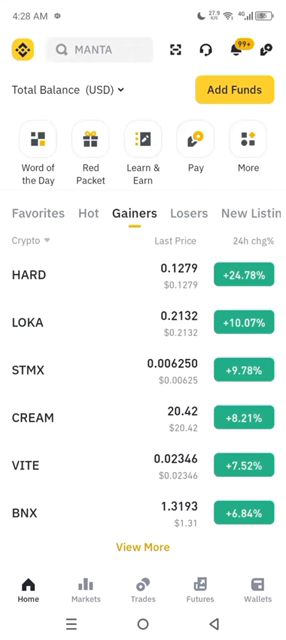 4:28 AM
27.9
K/S
4G
MANTA
99+
Total Balance (USD)
Add Funds
Word of
the Day
Red
Packet
Learn &
Earn
Pay
More
Favorites Hot Gainers Losers New Listin
Crypto Last Price 24h chg%
HARD 0.1279 +24.78%
$0.1279
LOKA 0.2132 +10.07%
$0.2132
STMX 0.006250 +9.78%
$0.00625
CREAM 20.42 +8.21%
$20.42
VITE 0.02346 +7.52%
$0.02346
BNX 1.3193 +6.84%
$1.31
View More
Home Markets Trades Futures Wallets